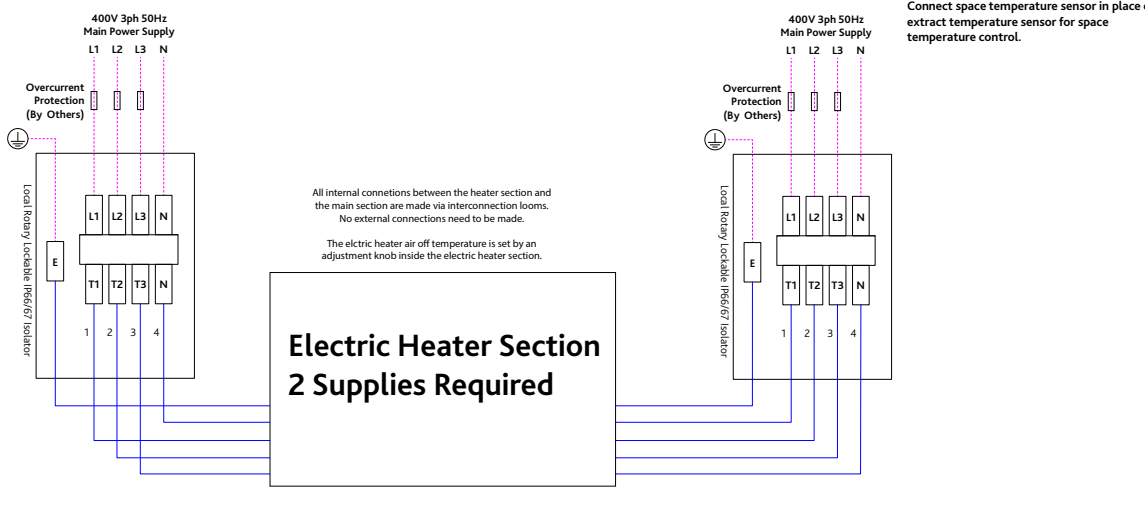 400V 3ph 50Hz
Main Power Supply
L1 L2 L3 N
Overcurrent
Protection
(By Others)
Local Rotary Lockable IP66/67 Isolator
L1 L2 L3 N
E
T1 T2 T3 N
1 2 3 4
All internal connetions between the heater section and
the main section are made via interconnection looms.
No external connections need to be made.
The elctric heater air off temperature is set by an
adjustment knob inside the electric heater section.
Electric Heater Section
2 Supplies Required
400V 3ph 50Hz
Main Power Supply
L1 L2 L3 N
Overcurrent
Protection
(By Others)
Local Rotary Lockable IP66/67 Isolator
L1 L2 L3 N
E
T1 T2 T3 N
1 2 3 4
Connect space temperature sensor in place
extract temperature sensor for space
temperature control.